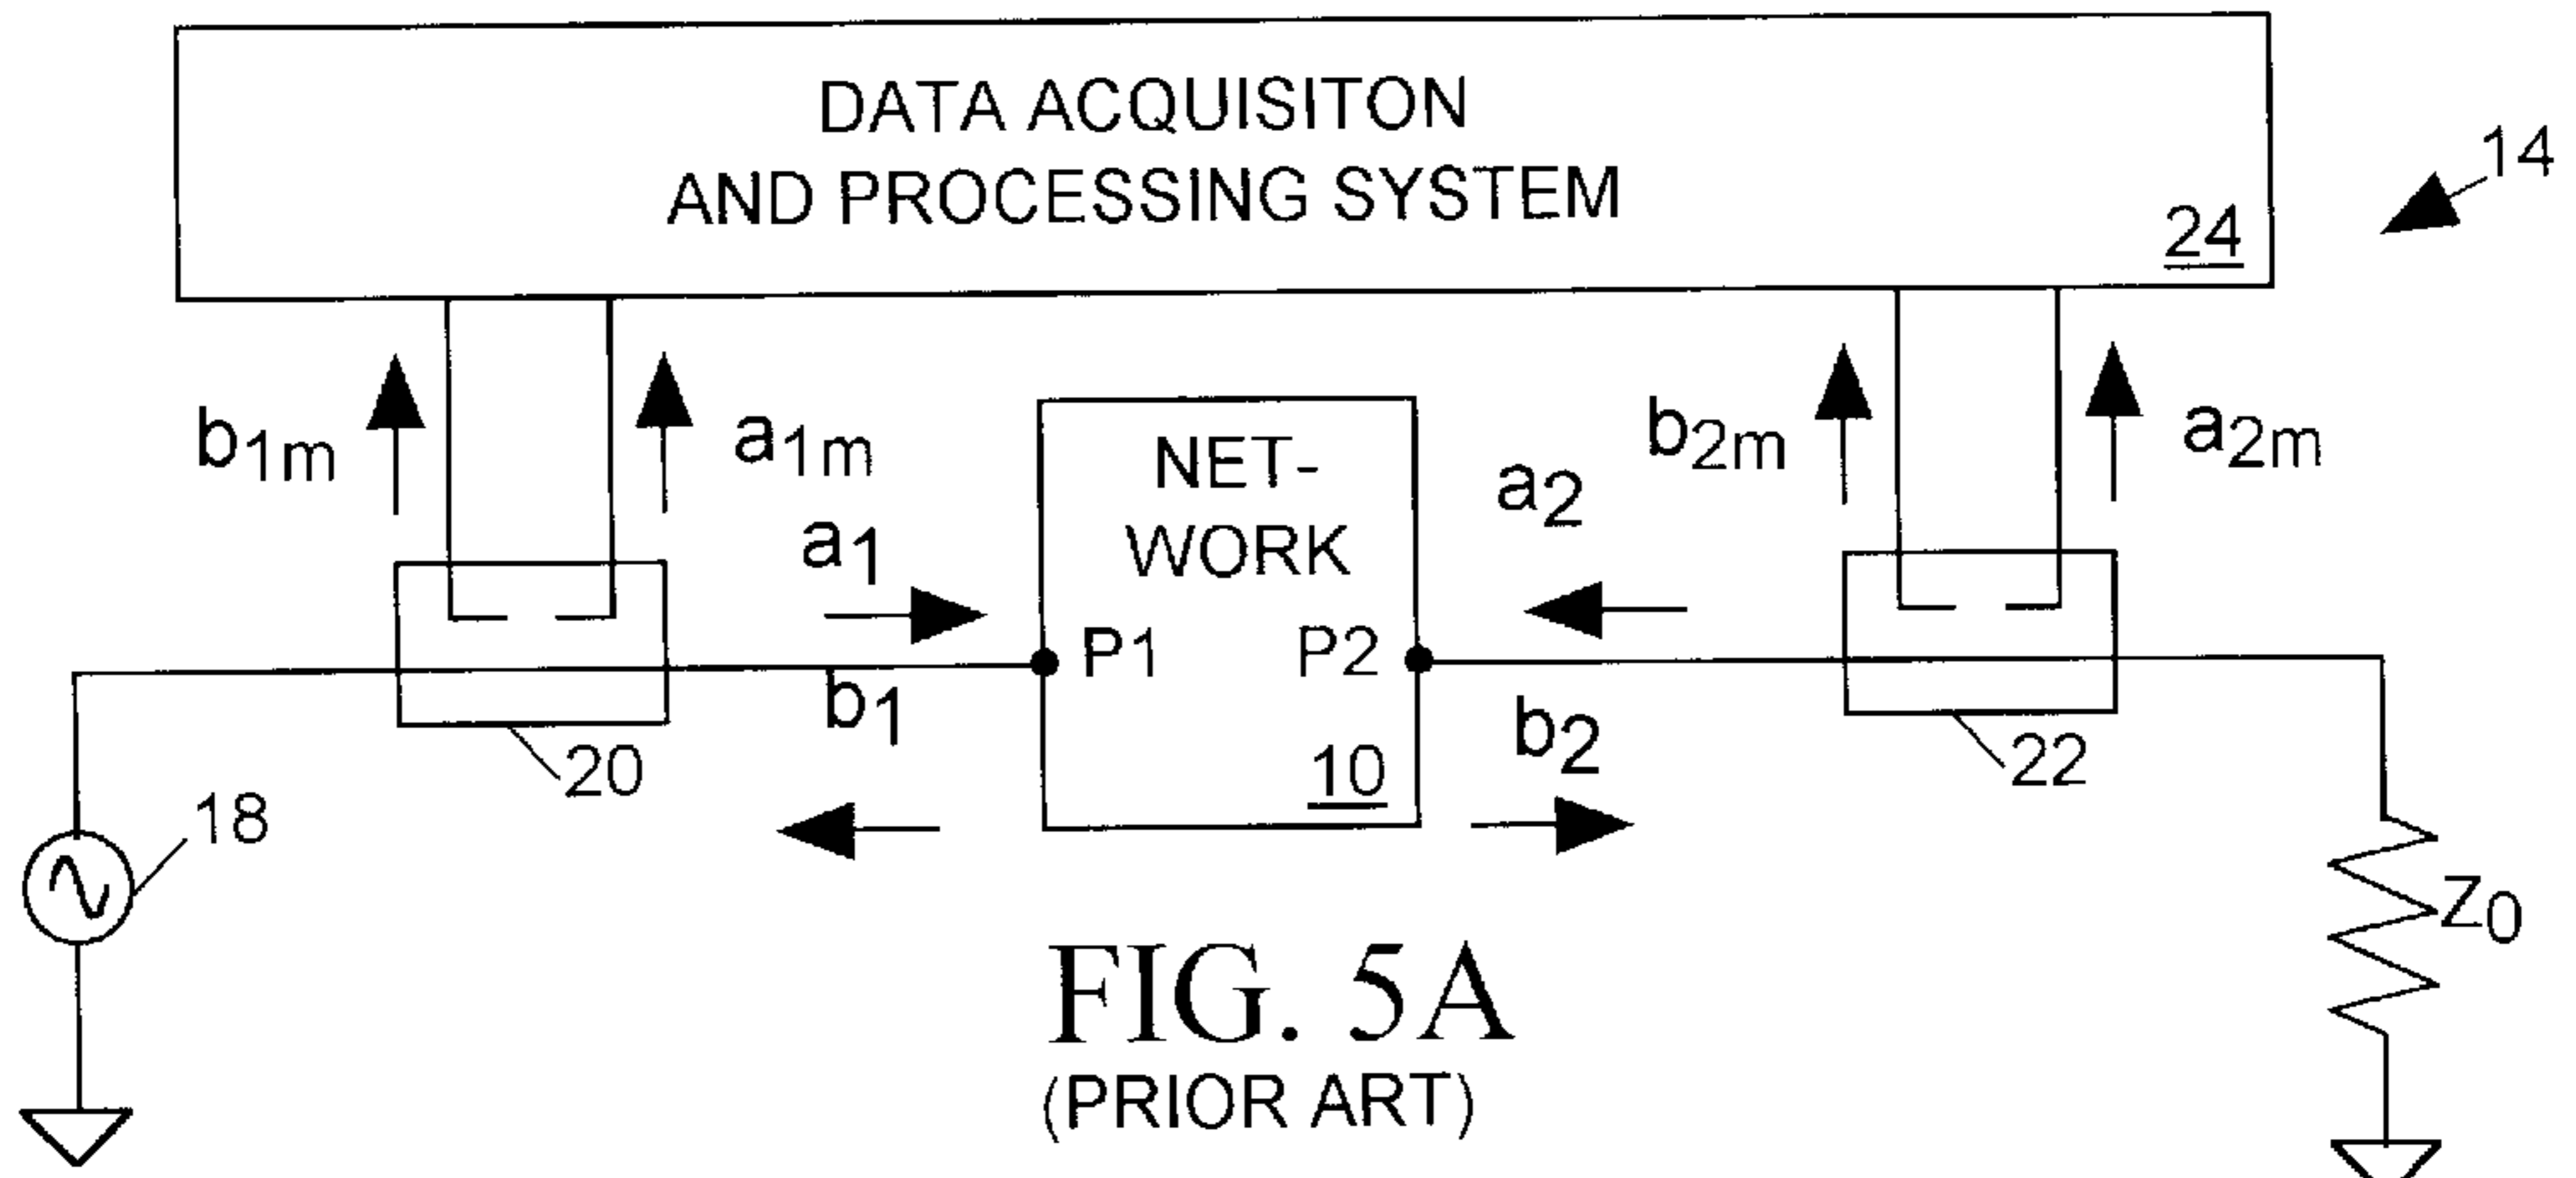 DATA ACQUISITON
AND PROCESSING SYSTEM
24
14
b1m
a1m
b2m
a2m
a1
NET-
WORK
a2
P1
P2
b1
10
b2
20
22
18
Z0
FIG. 5A
(PRIOR ART)